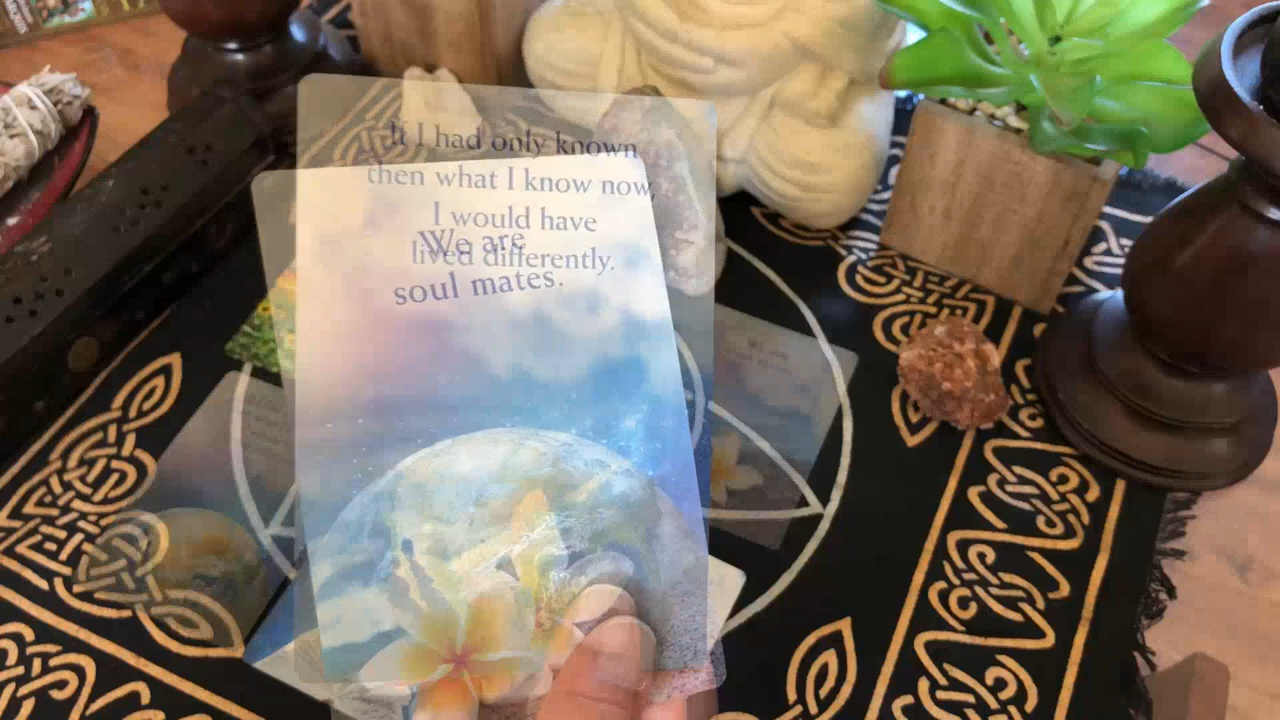 If I had only known
then what I know now,
I would have
lived differently.
We are
soul mates.